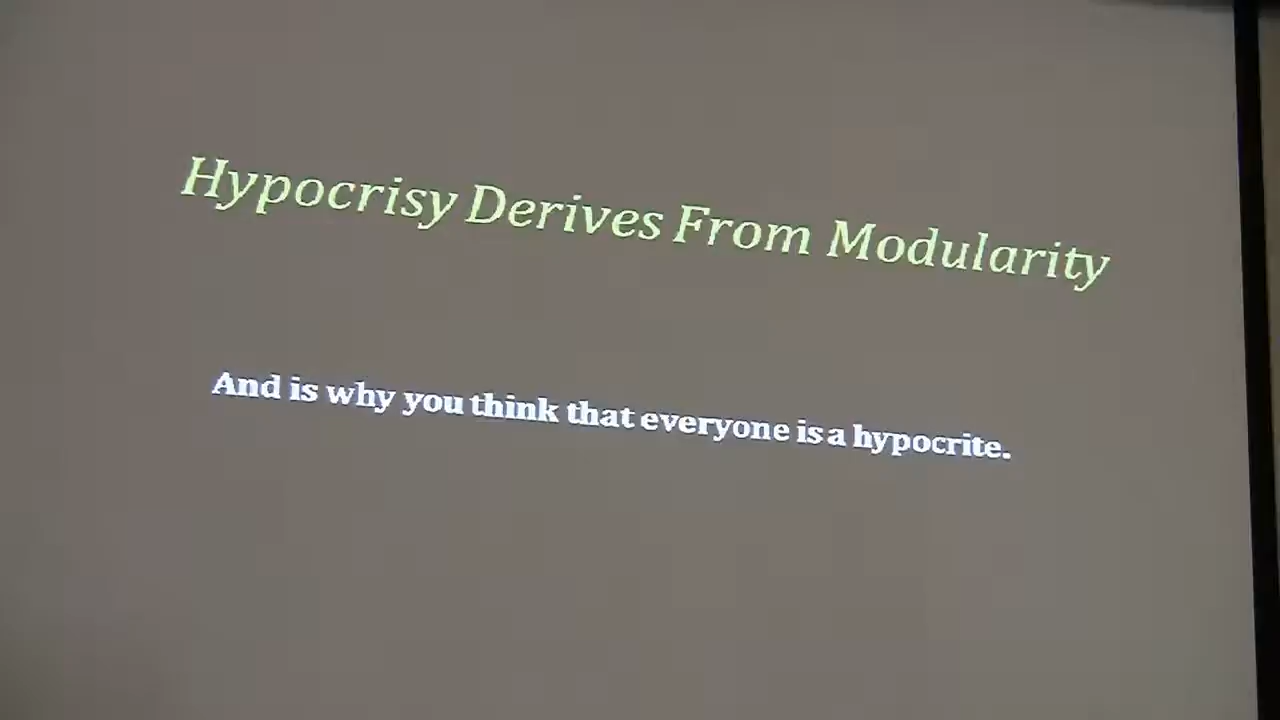 Hypocrisy Derives From Modularity
And is why you think that everyone is a hypocrite.